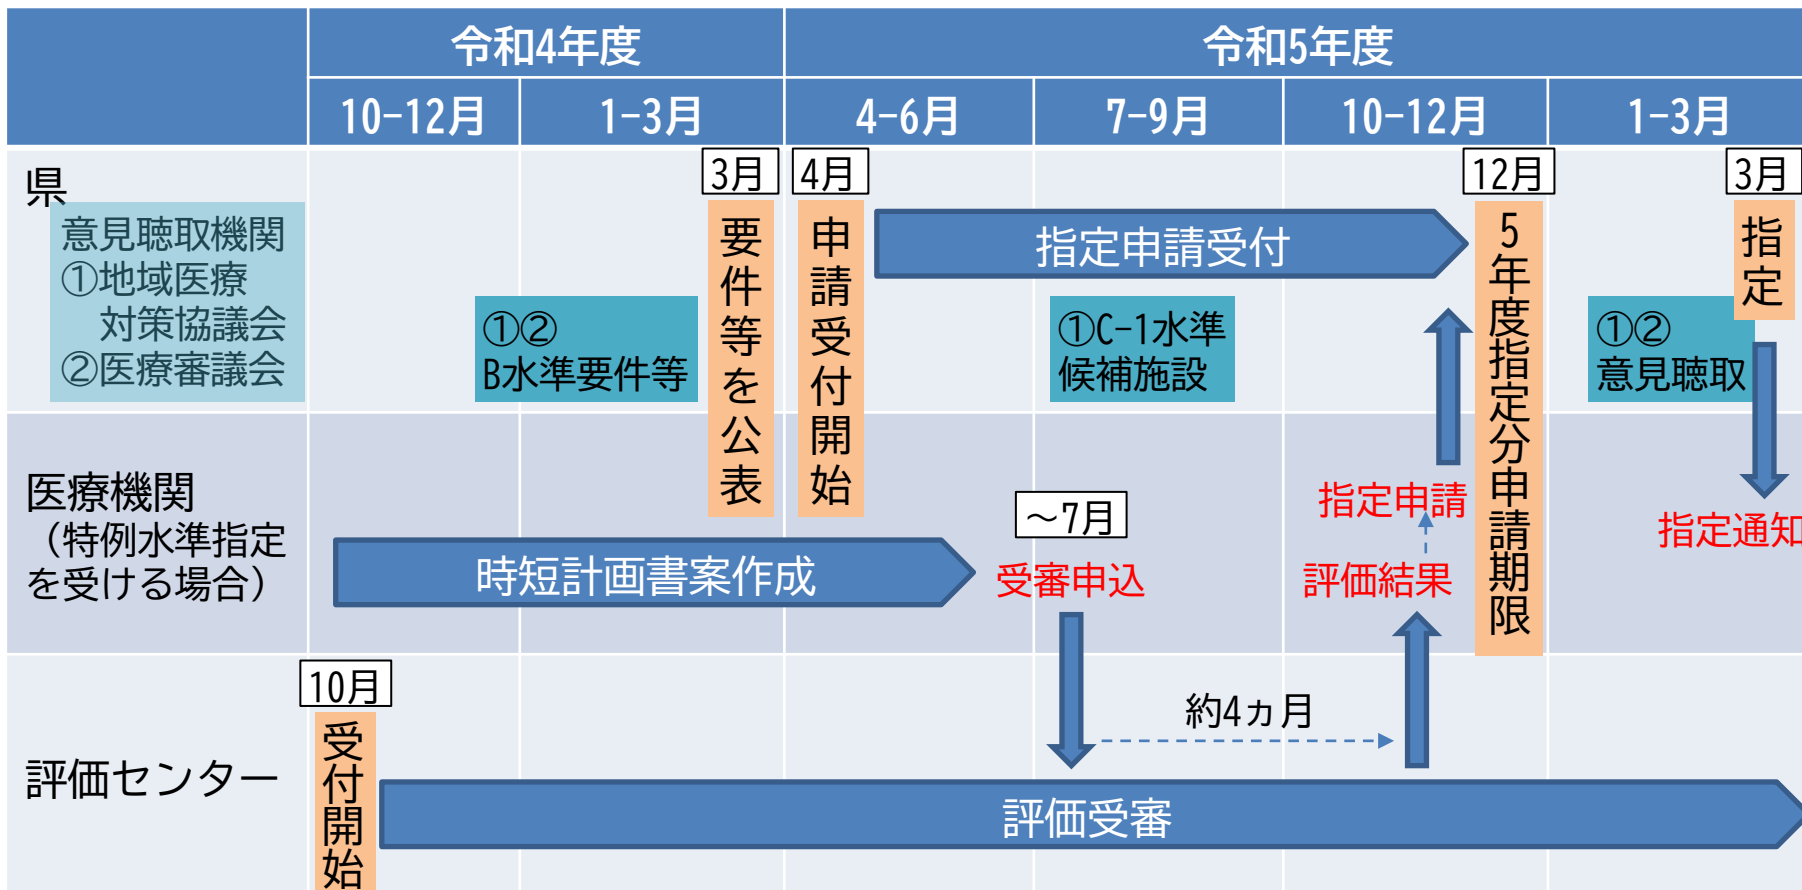 令和4年度
令和5年度
10-12月
1-3月
4-6月
7-9月
10-12月
1-3月
県
意見聴取機関
①地域医療
対策協議会
②医療審議会
①②
B水準要件等
3月
要件等を公表
4月
申請受付開始
指定申請受付
①C-1水準
候補施設
12月
5年度指定分申請期限
①②
意見聴取
3月
指定
医療機関
(特例水準指定
を受ける場合)
時短計画書案作成
～7月
受審申込
指定申請
評価結果
指定通知
評価センター
10月
受付開始
約4ヵ月
評価受審